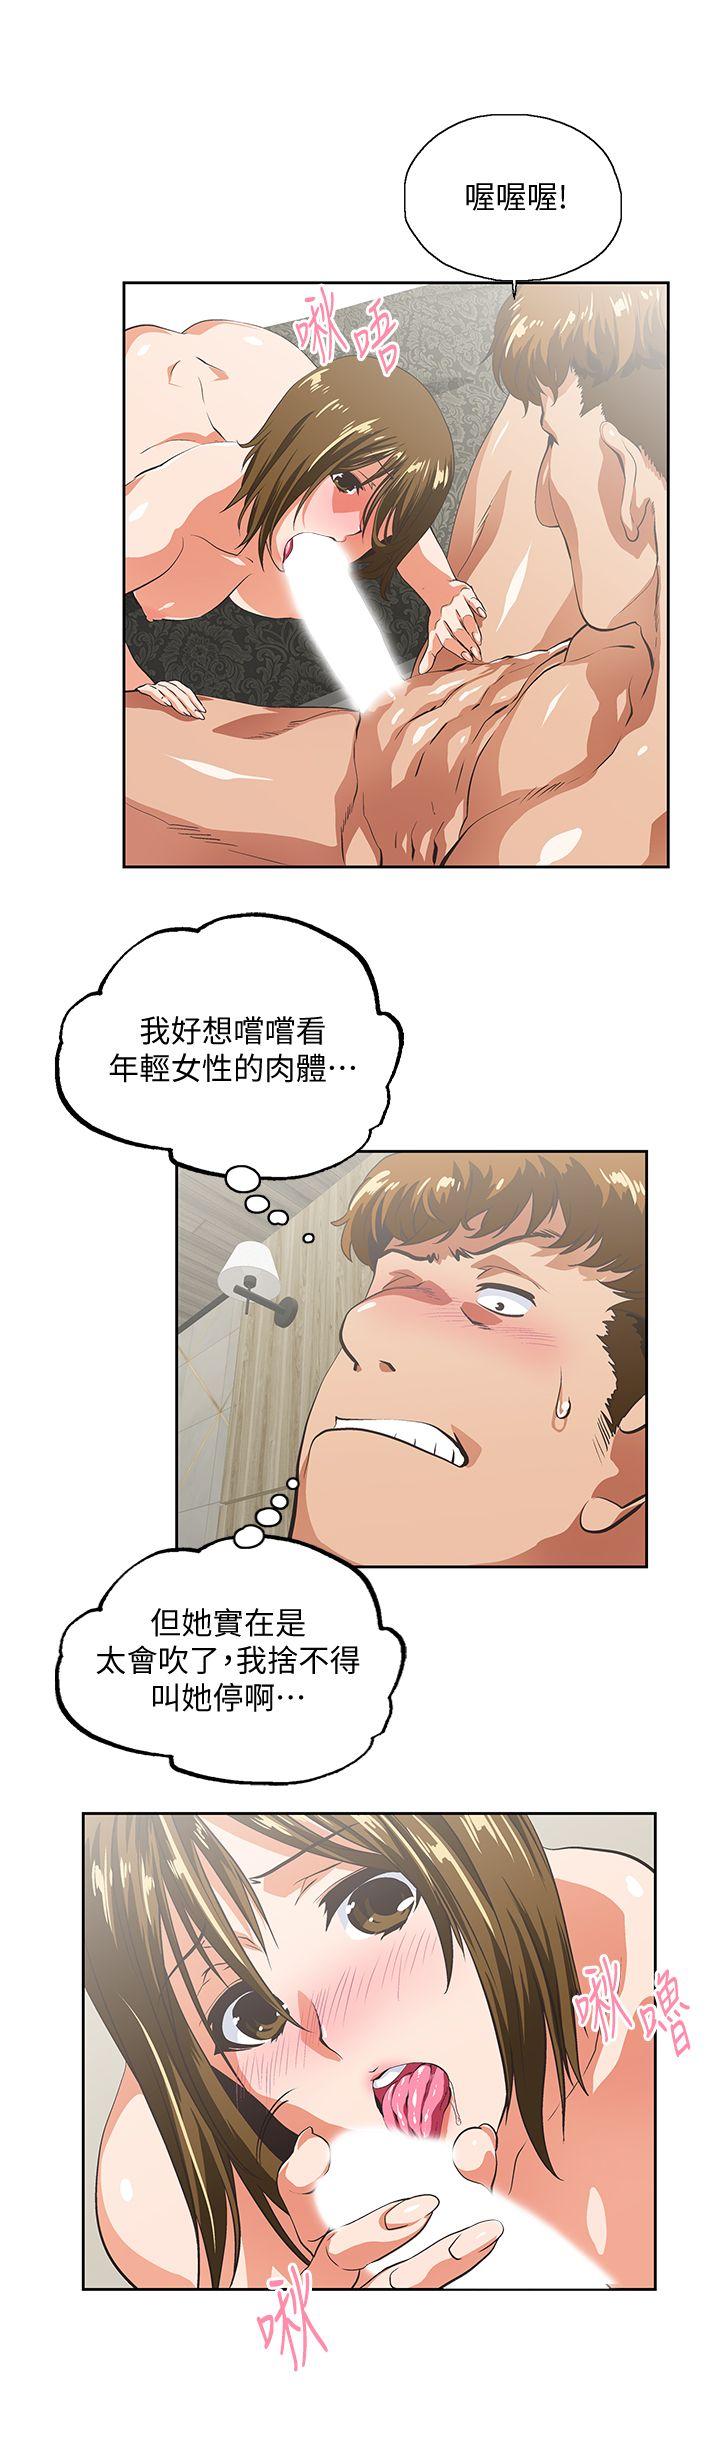 喔喔喔!
啾唔
我好想嚐嚐看
年輕女性的肉體⋯
但她實在是
太會吹了,我捨不得
叫她停啊⋯
啾嚕
啾